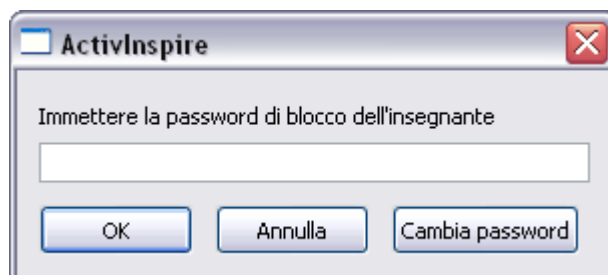 ActivInspire
Immettere la password di blocco dell'insegnante
OK Annulla Cambia password